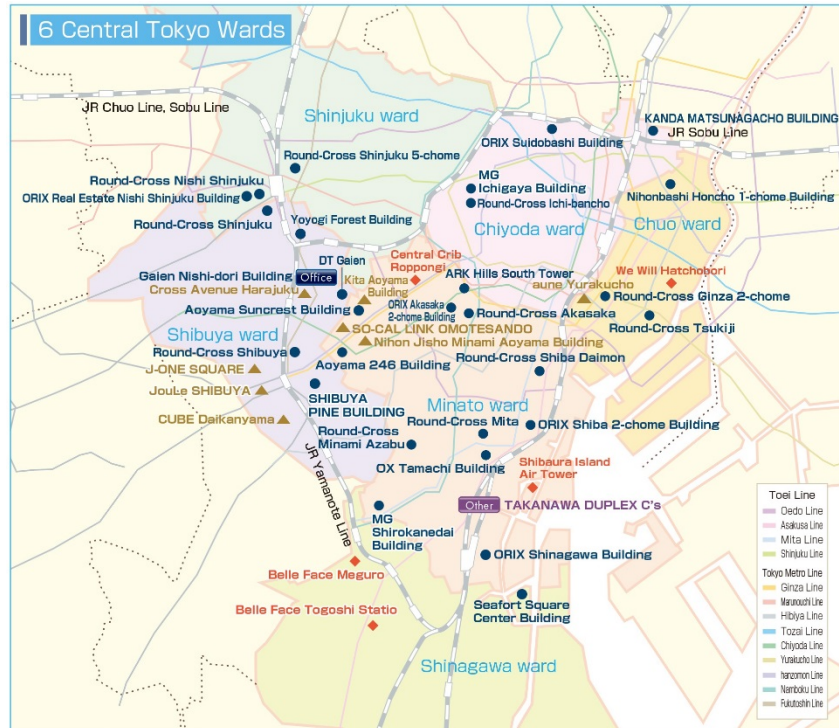 6 Central Tokyo Wards
JR Chuo Line, Sobu Line
Shinjuku ward
KANDA MATSUNAGACHO BUILDING
JR Sobu Line
ORIX Suidobashi Building
Round-Cross Shinjuku 5-chome
Round-Cross Nishi Shinjuku
ORIX Real Estate Nishi Shinjuku Building
Round-Cross Shinjuku
MG
Ichigaya Building
Round-Cross Ichi-bancho
Nihonbashi Honcho 1-chome Building
Yoyogi Forest Building
Chiyoda ward
Chuo ward
DT Gaien
Gaien Nishi-dori Building
Office
Central Crib
Roppongi
Kita Aoyama
Building
ARK Hills South Tower
We Will Hatchobori
aune Yurakucho
Cross Avenue Harajuku
Aoyama Suncrest Building
ORIX Akasaka
2-chome Building
Round-Cross Akasaka
Round-Cross Ginza 2-chome
Round-Cross Tsukiji
SO-CAL LINK OMOTESANDO
Nihon Jisho Minami Aoyama Building
Shibuya ward
Round-Cross Shibuya
Aoyama 246 Building
Round-Cross Shiba Daimon
J-ONE SQUARE
JouLe SHIBUYA
SHIBUYA
PINE BUILDING
CUBE Daikanyama
Minato ward
Round-Cross Mita
ORIX Shiba 2-chome Building
Round-Cross
Minami Azabu
OX Tamachi Building
Shibaura Island
Air Tower
JR Yamanote Line
Other
TAKANAWA DUPLEX C's
MG
Shirokanedai
Building
ORIX Shinagawa Building
Belle Face Meguro
Belle Face Togoshi Statio
Seafort Square
Center Building
Shinagawa ward
Toei Line
Oedo Line
Asakusa Line
Mita Line
Shinjuku Line
Tokyo Metro Line
Ginza Line
Marunouchi Line
Hibiya Line
Tozai Line
Chiyoda Line
Yurakucho Line
hanzomon Line
Namboku Line
Fukutoshin Line